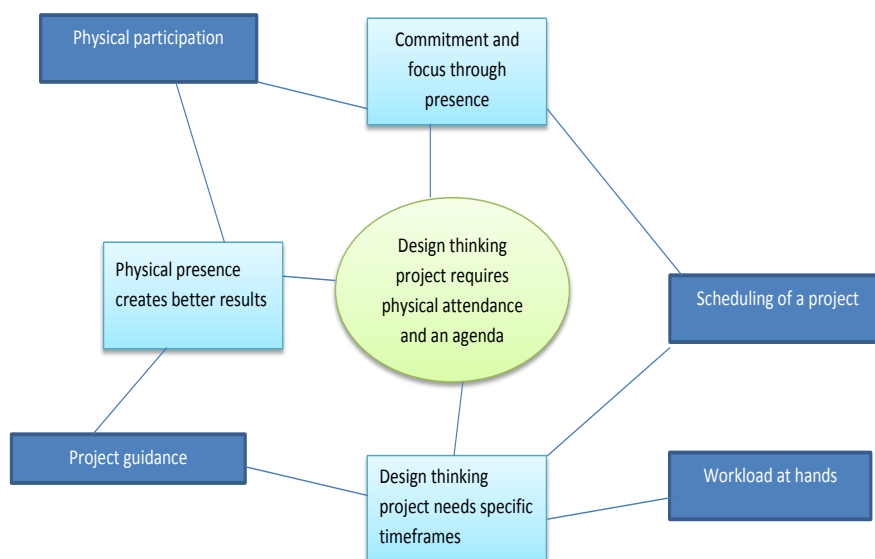 Physical participation
Commitment and
focus through
presence
Design thinking
project requires
physical attendance
and an agenda
Physical presence
creates better results
Scheduling of a project
Project guidance
Design thinking
project needs specific
timeframes
Workload at hands